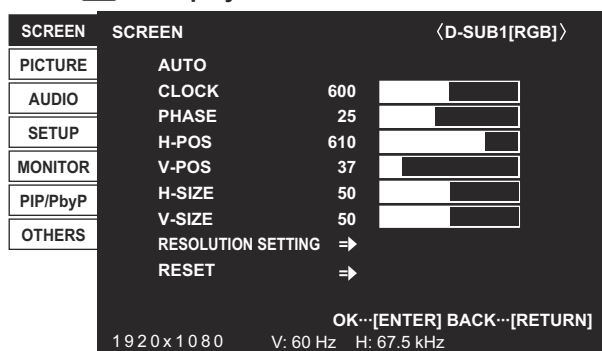 SCREEN
PICTURE
AUDIO
SETUP
MONITOR
PIP/PbyP
OTHERS
SCREEN 〈D-SUB1[RGB]〉
AUTO
CLOCK 600
PHASE 25
H-POS 610
V-POS 37
H-SIZE 50
V-SIZE 50
RESOLUTION SETTING ⇒
RESET ⇒
OK···[ENTER] BACK···[RETURN]
1920x1080 V: 60 Hz H: 67.5 kHz